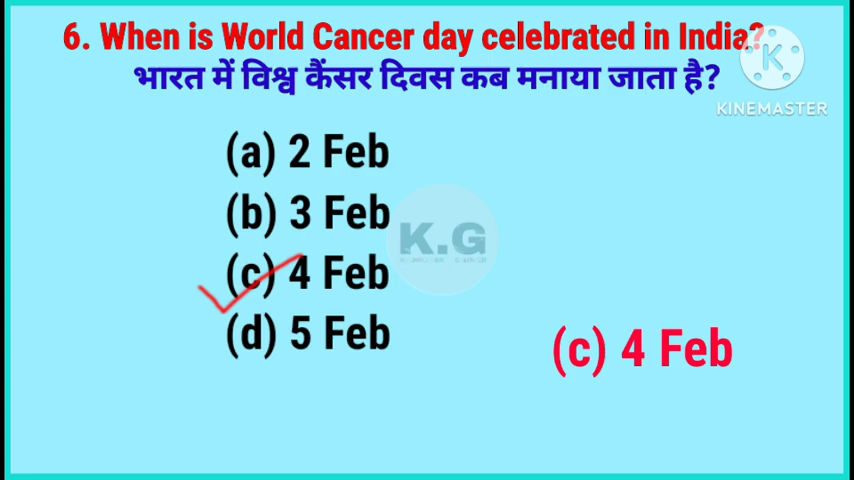 6. When is World Cancer day celebrated in India?
भारत में विश्व कैंसर दिवस कब मनाया जाता है?
K
KINEMASTER
(a) 2 Feb
(b) 3 Feb
K.G
(c) 4 Feb
(d) 5 Feb
(c) 4 Feb